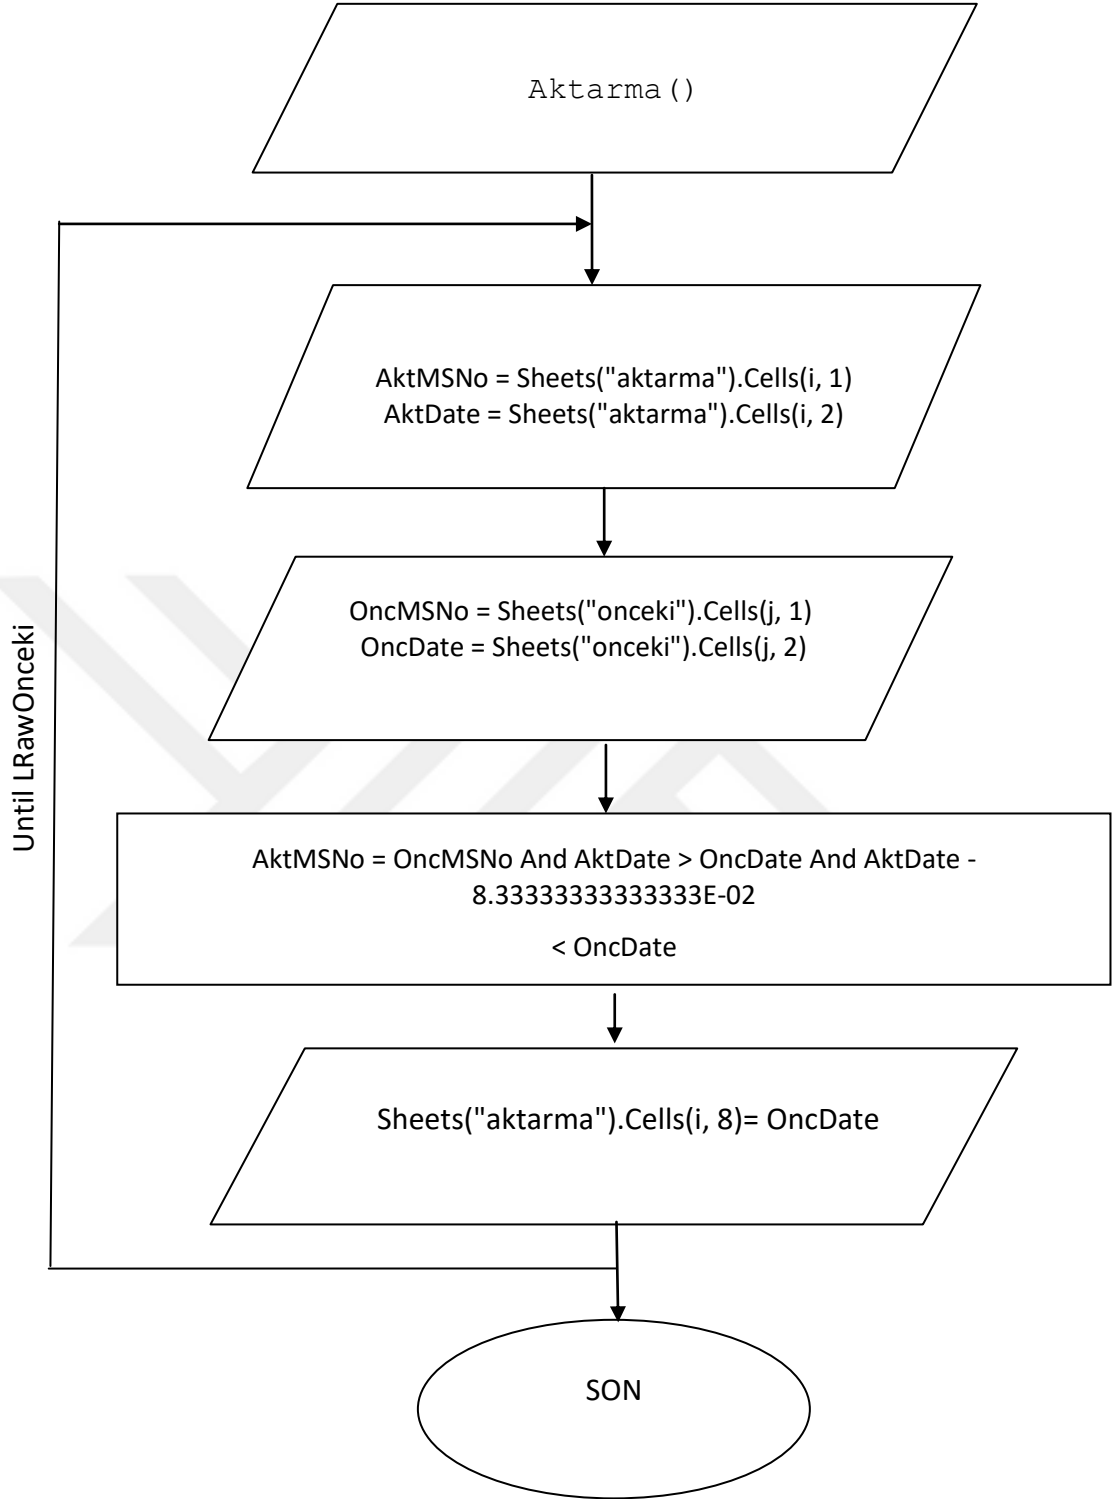 Aktarma()
AktMSNo = Sheets("aktarma").Cells(i, 1)
AktDate = Sheets("aktarma").Cells(i, 2)
OncMSNo = Sheets("onceki").Cells(j, 1)
OncDate = Sheets("onceki").Cells(j, 2)
Until LRawOnceki
AktMSNo = OncMSNo And AktDate > OncDate And AktDate -
8.33333333333333E-02
< OncDate
Sheets("aktarma").Cells(i, 8)= OncDate
SON